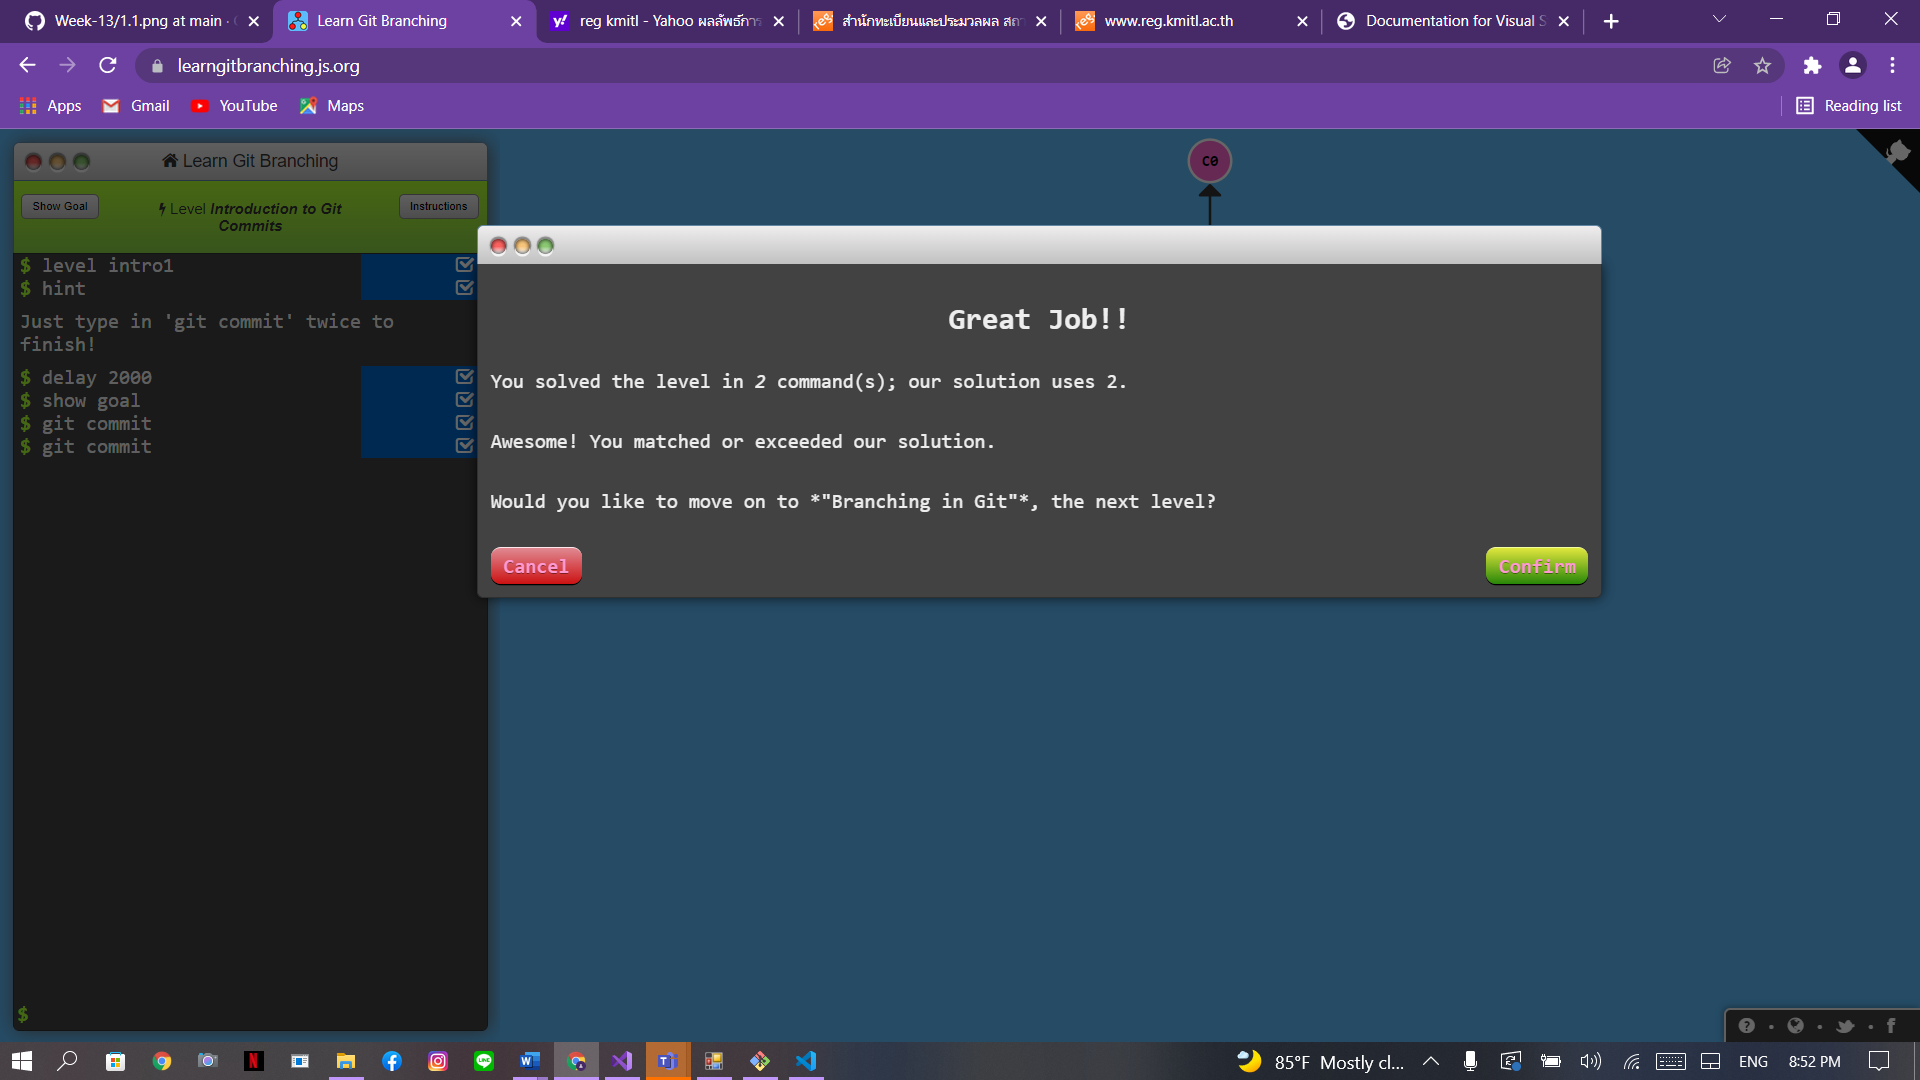 Week-13/1.1.png at main ·
Learn Git Branching
reg kmitl - Yahoo ผลลัพธ์การ
สำนักทะเบียนและประมวลผล สถา
www.reg.kmitl.ac.th
Documentation for Visual S
learngitbranching.js.org
Apps
Gmail
YouTube
Maps
Reading list
Learn Git Branching
Show Goal
Level Introduction to Git
Commits
Instructions
$ level intro1
$ hint
Just type in 'git commit' twice to
finish!
$ delay 2000
$ show goal
$ git commit
$ git commit
$
C0
Great Job!!
You solved the level in 2 command(s); our solution uses 2.
Awesome! You matched or exceeded our solution.
Would you like to move on to *"Branching in Git"*, the next level?
Cancel
Confirm
85°F Mostly cl...
ENG
8:52 PM